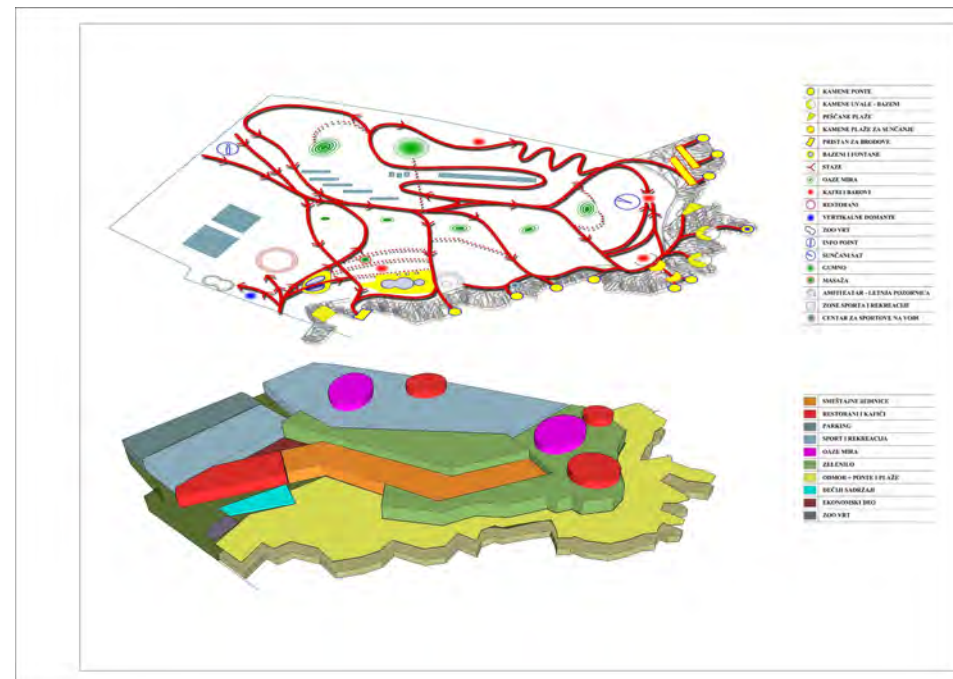 KAMENE PONTE
KAMENE UVALE - BAZENI
PEŠČANE PLAŽE
KAMENE PLAŽE ZA SUNČANJE
PRISTAN ZA BRODOVE
BAZENI I FONTANE
STAZE
OAZE MIRA
KAFEI I BAROVI
RESTORANI
VERTIKALNE DOMANTE
ZOO VRT
INFO POINT
SUNČANI SAT
GUMNO
MASAŽA
AMFITEATAR - LETNJA POZORNICA
ZONE SPORTA I REKREACIJE
CENTAR ZA SPORTOVE NA VODI
SMEŠTAJNE JEDINICE
RESTORANI I KAFIĆI
PARKING
SPORT I REKREACIJA
OAZE MIRA
ZELENILO
ODMOR - PONTE I PLAŽE
DEČIJI SADRŽAJI
EKONOMSKI DEO
ZOO VRT